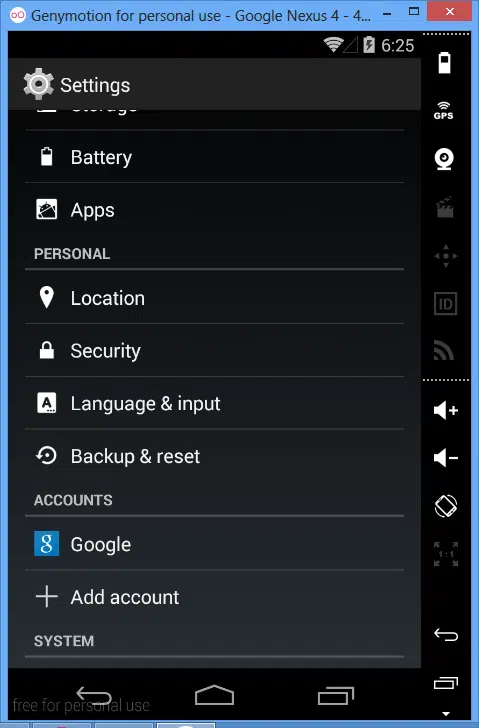 Genymotion for personal use - Google Nexus 4 - 4...
6:25
Settings
Storage
Battery
GPS
Apps
PERSONAL
Location
ID
Security
Language & input
Backup & reset
ACCOUNTS
Google
1:1
Add account
SYSTEM
free for personal use